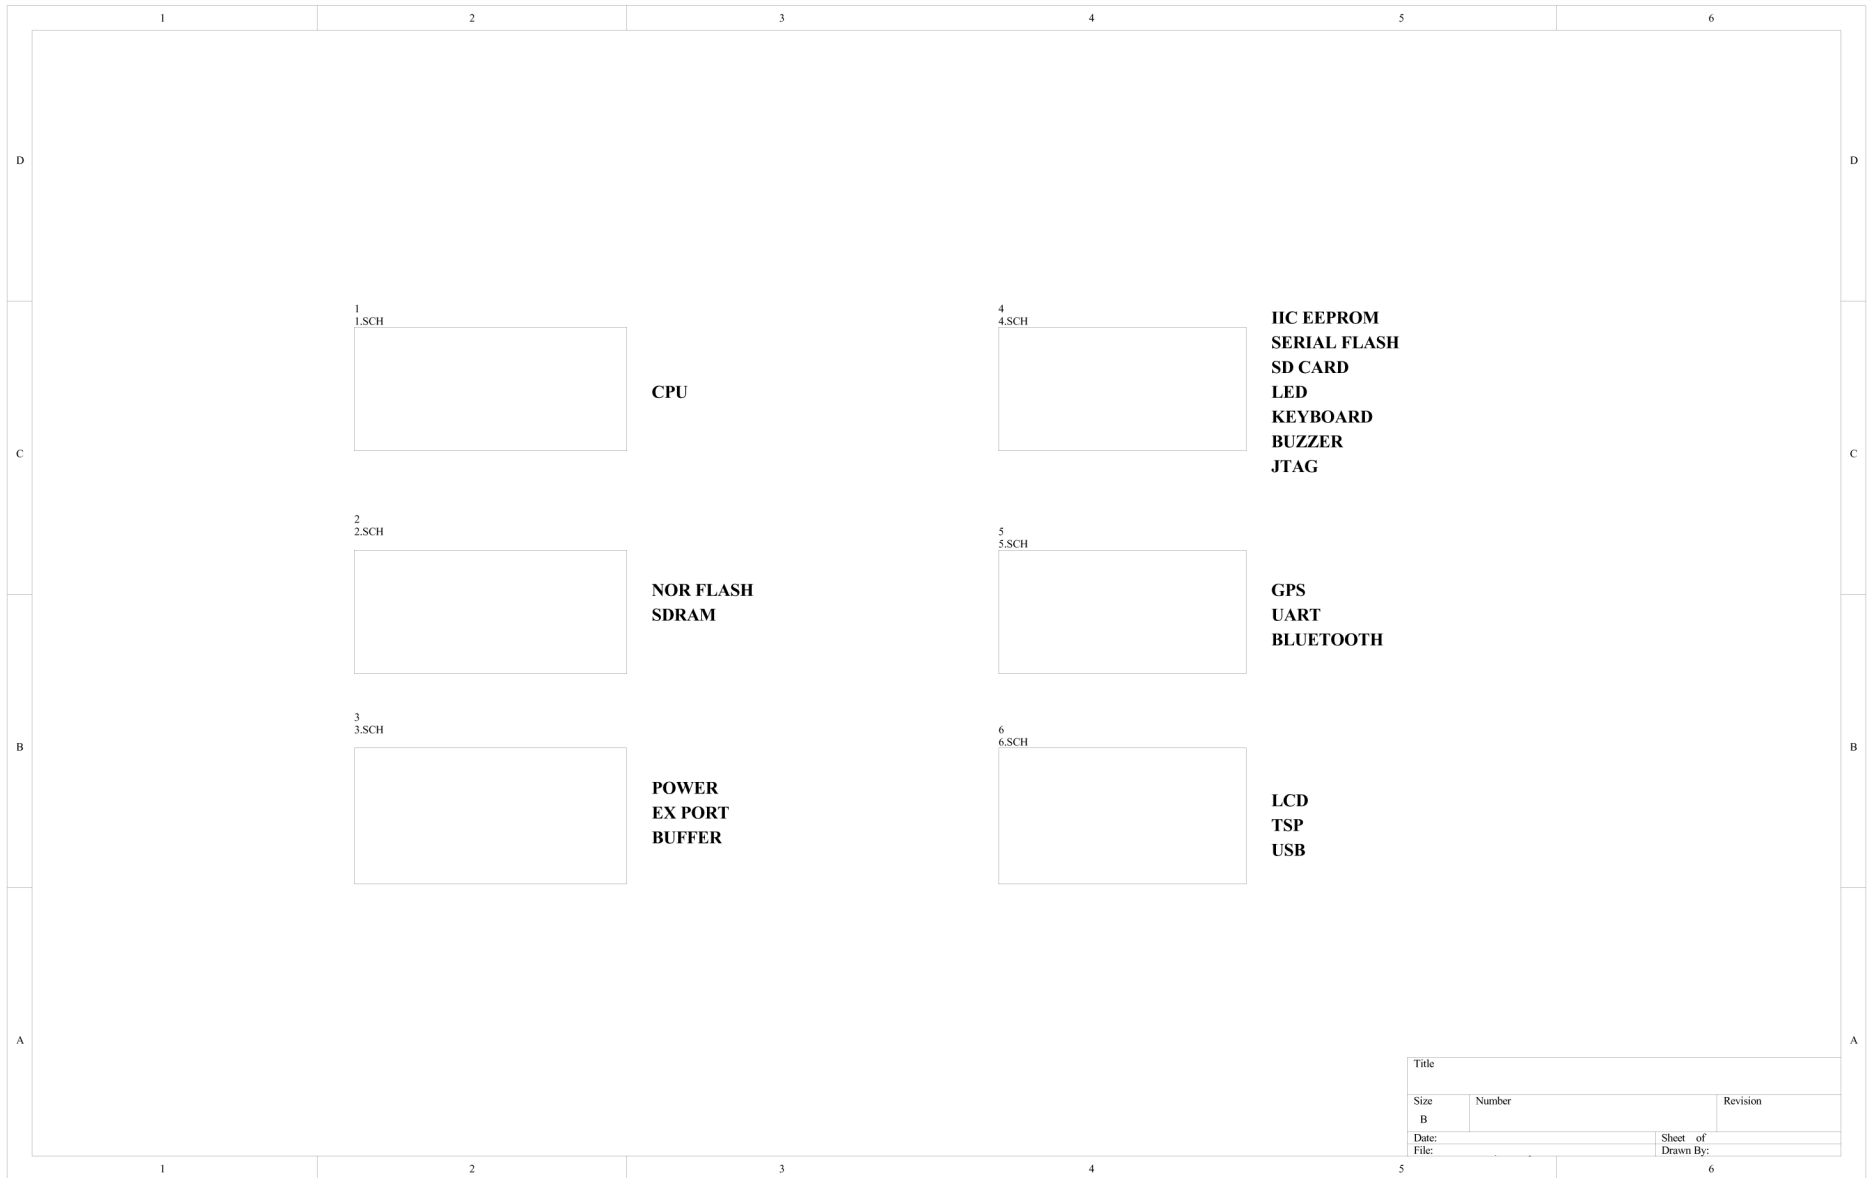 1 2 3 4 5 6
D D
1
1.SCH
CPU
4
4.SCH
IIC EEPROM
SERIAL FLASH
SD CARD
LED
KEYBOARD
BUZZER
JTAG
C C
2
2.SCH
NOR FLASH
SDRAM
5
5.SCH
GPS
UART
BLUETOOTH
3
3.SCH
B B
POWER
EX PORT
BUFFER
6
6.SCH
LCD
TSP
USB
A A
Title
Size Number Revision
B
Date: Sheet of
File: Drawn By:
1 2 3 4 5 6